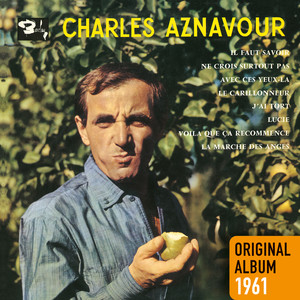 CHARLES AZNAVOUR
IL FAUT SAVOIR
NE CROIS SURTOUT PAS
AVEC CES YEUX-LA
LE CARILLONNEUR
J'AI TORT
LUCIE
VOILA QUE ÇA RECOMMENCE
LA MARCHE DES ANGES
ORIGINAL
ALBUM
1961